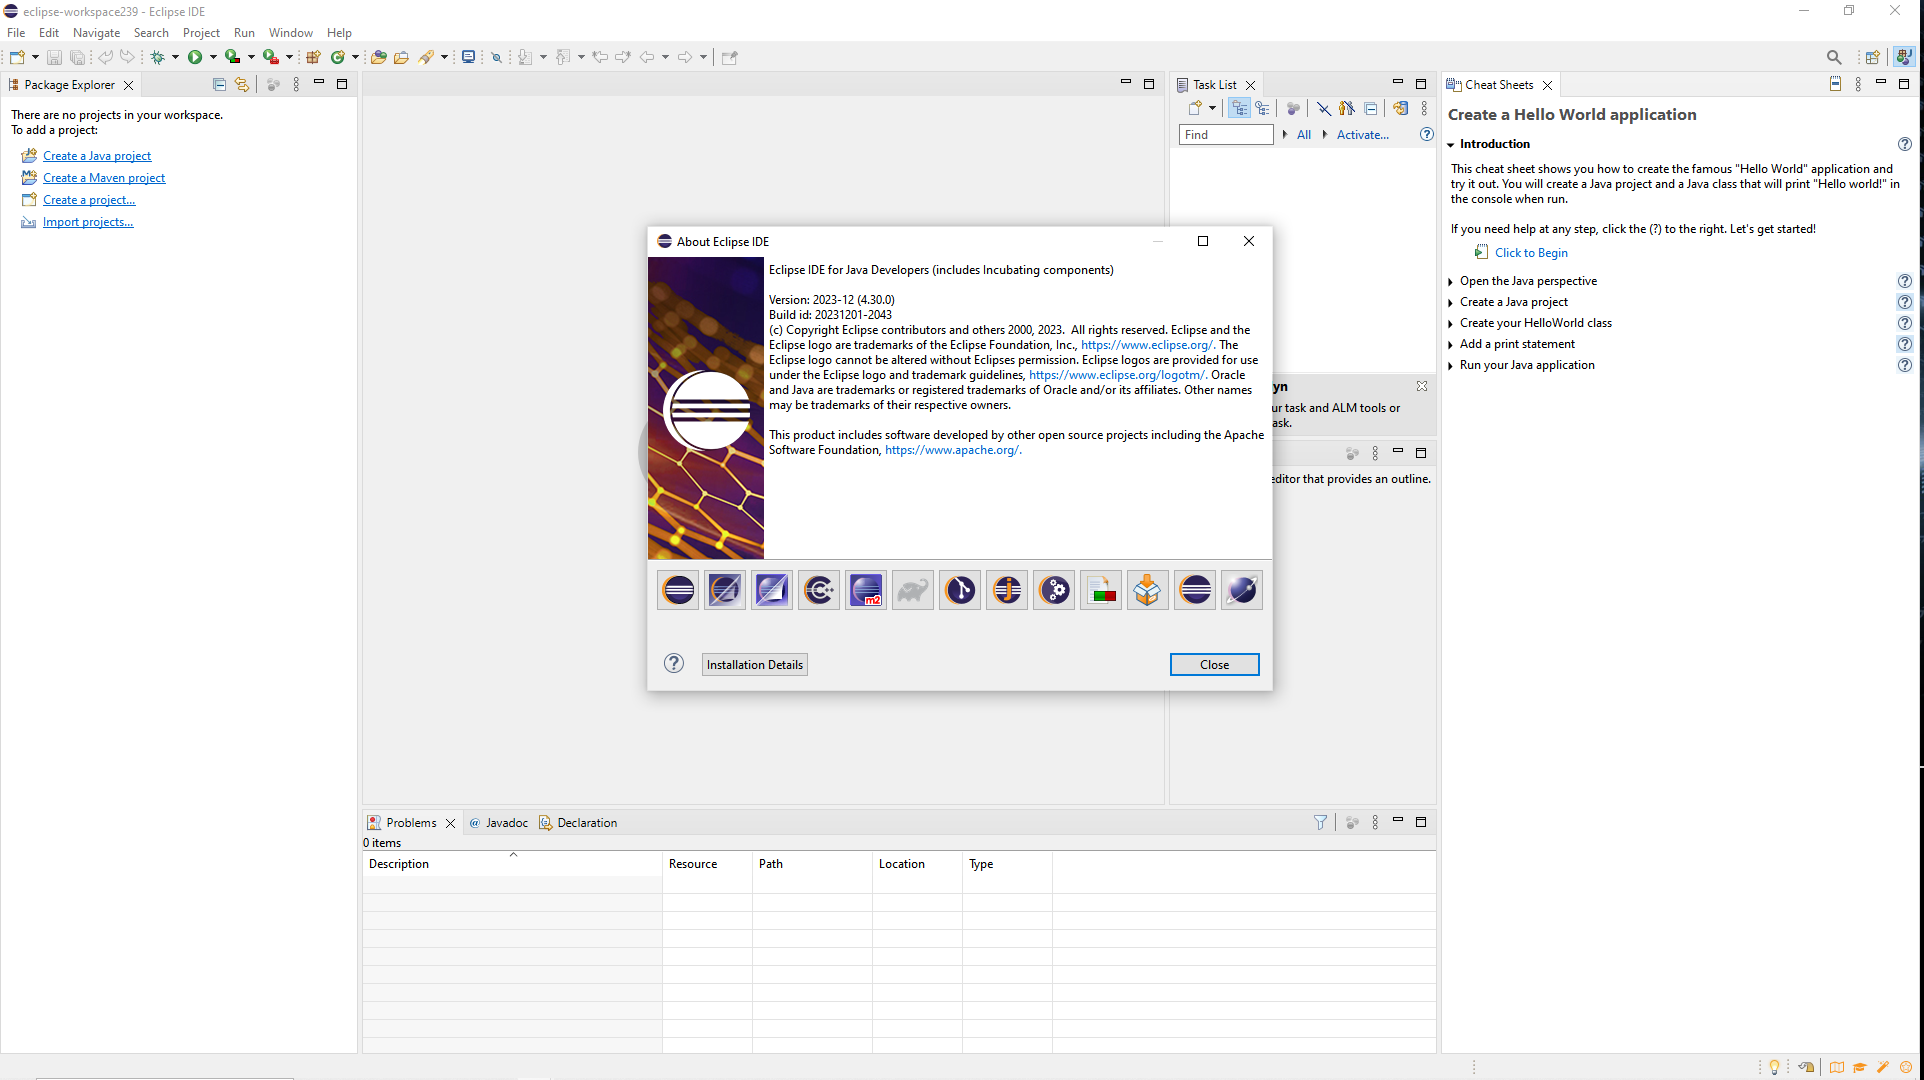 eclipse-workspace239 - Eclipse IDE
File Edit Navigate Search Project Run Window Help
Package Explorer
There are no projects in your workspace.
To add a project:
Create a Java project
Create a Maven project
Create a project...
Import projects...
Task List
Find All Activate...
yn
ur task and ALM tools or
ask.
editor that provides an outline.
Cheat Sheets
Create a Hello World application
Introduction
This cheat sheet shows you how to create the famous "Hello World" application and
try it out. You will create a Java project and a Java class that will print "Hello world!" in
the console when run.
If you need help at any step, click the (?) to the right. Let's get started!
Click to Begin
Open the Java perspective
Create a Java project
Create your HelloWorld class
Add a print statement
Run your Java application
About Eclipse IDE
Eclipse IDE for Java Developers (includes Incubating components)
Version: 2023-12 (4.30.0)
Build id: 20231201-2043
(c) Copyright Eclipse contributors and others 2000, 2023. All rights reserved. Eclipse and the
Eclipse logo are trademarks of the Eclipse Foundation, Inc., https://www.eclipse.org/. The
Eclipse logo cannot be altered without Eclipses permission. Eclipse logos are provided for use
under the Eclipse logo and trademark guidelines, https://www.eclipse.org/logotm/. Oracle
and Java are trademarks or registered trademarks of Oracle and/or its affiliates. Other names
may be trademarks of their respective owners.
This product includes software developed by other open source projects including the Apache
Software Foundation, https://www.apache.org/.
m2
Installation Details
Close
Problems @ Javadoc Declaration
0 items
Description Resource Path Location Type